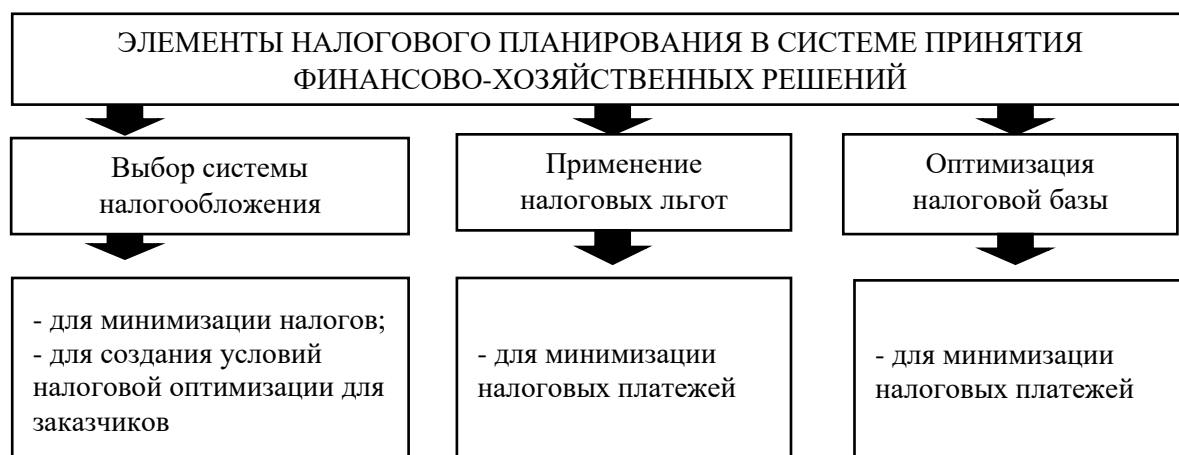 ЭЛЕМЕНТЫ НАЛОГОВОГО ПЛАНИРОВАНИЯ В СИСТЕМЕ ПРИНЯТИЯ
ФИНАНСОВО-ХОЗЯЙСТВЕННЫХ РЕШЕНИЙ
Выбор системы
налогообложения
Применение
налоговых льгот
Оптимизация
налоговой базы
- для минимизации налогов;
- для создания условий
налоговой оптимизации для
заказчиков
- для минимизации
налоговых платежей
- для минимизации
налоговых платежей